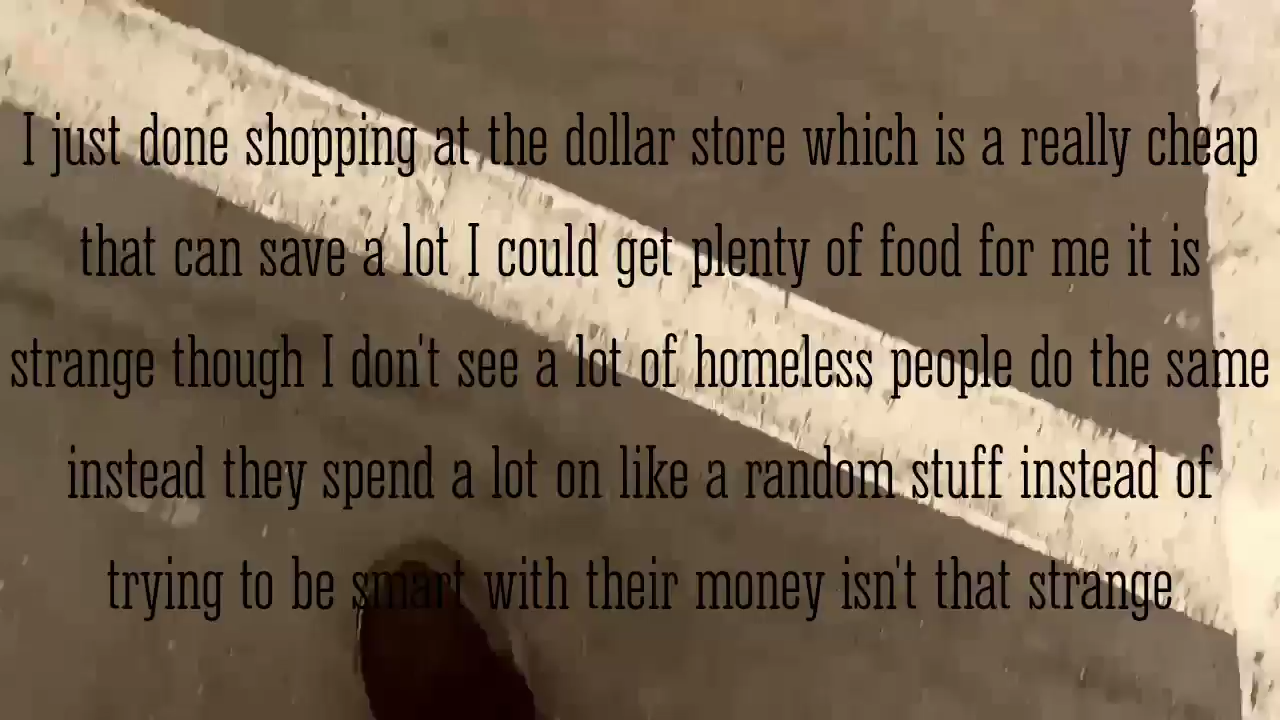 I just done shopping at the dollar store which is a really cheap
that can save a lot I could get plenty of food for me it is
strange though I don't see a lot of homeless people do the same
instead they spend a lot on like a random stuff instead of
trying to be smart with their money isn't that strange